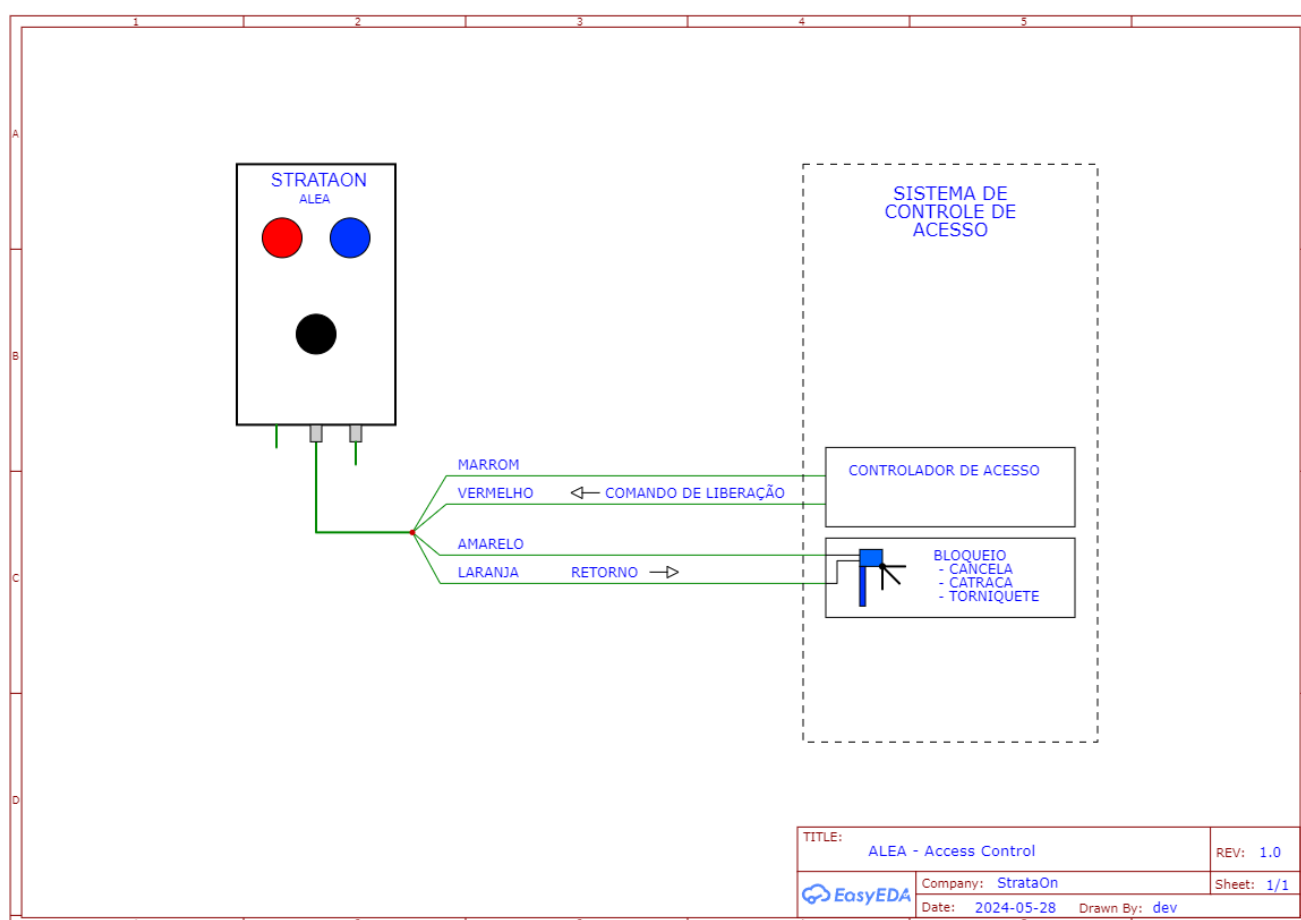 1 2 3 4 5
A
B
C
D
STRATAON
ALEA
SISTEMA DE
CONTROLE DE
ACESSO
MARROM
VERMELHO COMANDO DE LIBERAÇÃO
AMARELO
LARANJA RETORNO
CONTROLADOR DE ACESSO
BLOQUEIO
- CANCELA
- CATRACA
- TORNIQUETE
TITLE:
ALEA - Access Control
REV: 1.0
EasyEDA
Company: StrataOn
Sheet: 1/1
Date: 2024-05-28 Drawn By: dev